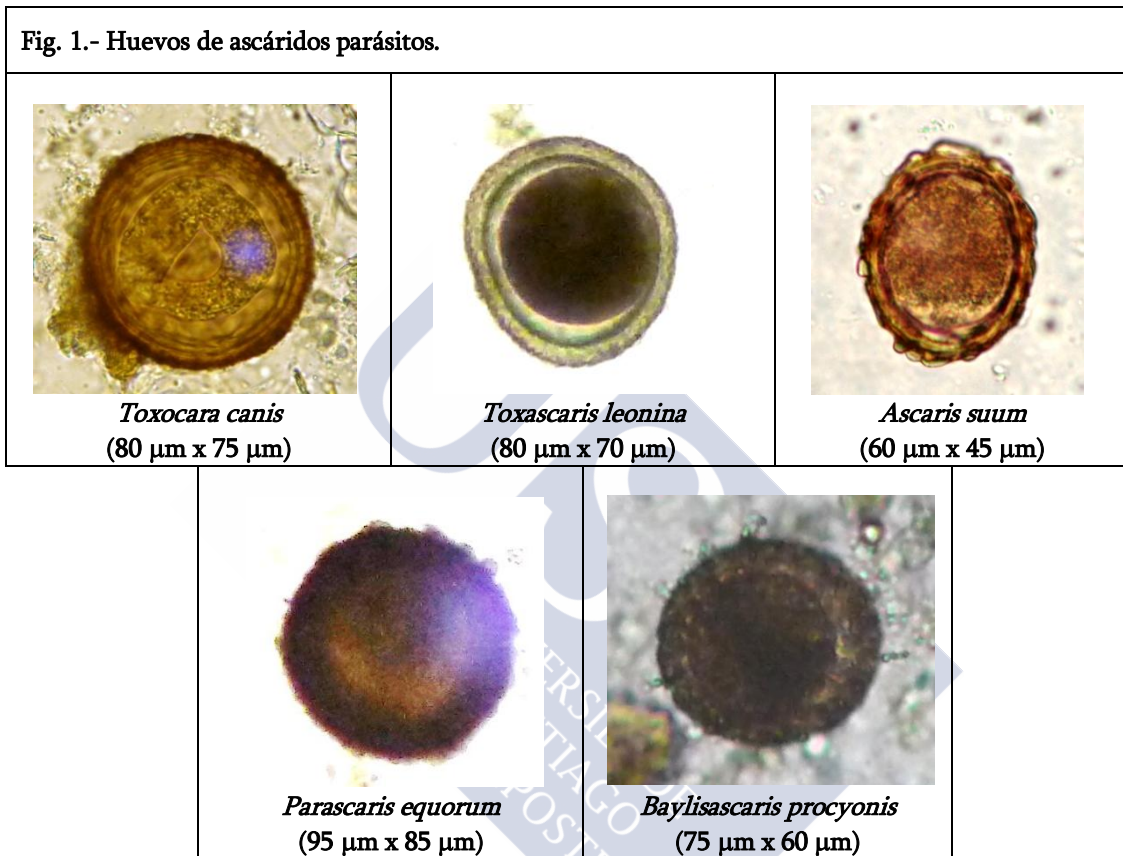 Fig. 1.- Huevos de ascáridos parásitos.
Toxocara canis
(80 µm x 75 µm)
Toxascaris leonina
(80 µm x 70 µm)
Ascaris suum
(60 µm x 45 µm)
Parascaris equorum
(95 µm x 85 µm)
Baylisascaris procyonis
(75 µm x 60 µm)